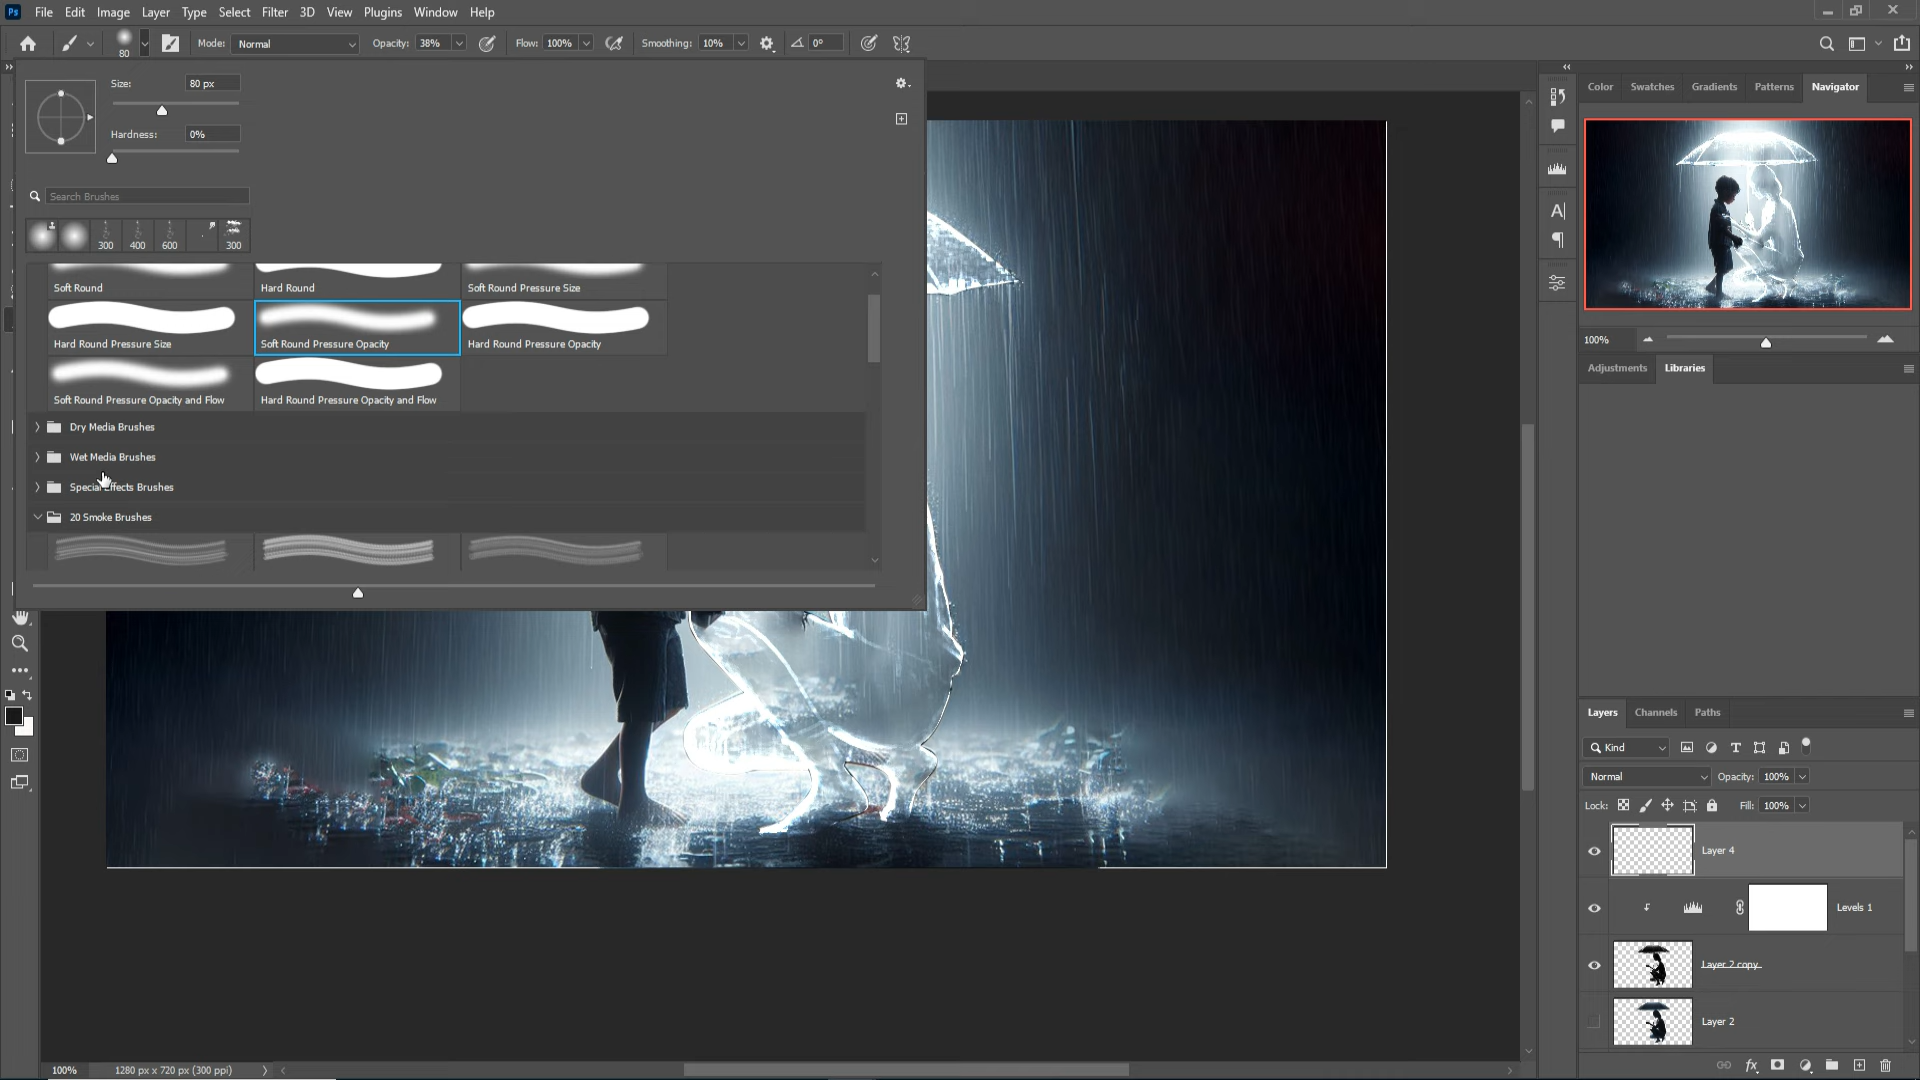 Ps File Edit Image Layer Type Select Filter 3D View Plugins Window Help
80 Mode: Normal Opacity: 38% Flow: 100% Smoothing: 10% 0°
Size: 80 px
Hardness: 0%
Search Brushes
300 400 600 300
Soft Round Hard Round Soft Round Pressure Size
Hard Round Pressure Size Soft Round Pressure Opacity Hard Round Pressure Opacity
Soft Round Pressure Opacity and Flow Hard Round Pressure Opacity and Flow
Dry Media Brushes
Wet Media Brushes
Special Effects Brushes
20 Smoke Brushes
Color Swatches Gradients Patterns Navigator
100%
Adjustments Libraries
Layers Channels Paths
Kind
Normal Opacity: 100%
Lock: Fill: 100%
Layer 4
Levels 1
Layer 2 copy
Layer 2
100% 1280 px x 720 px (300 ppi)